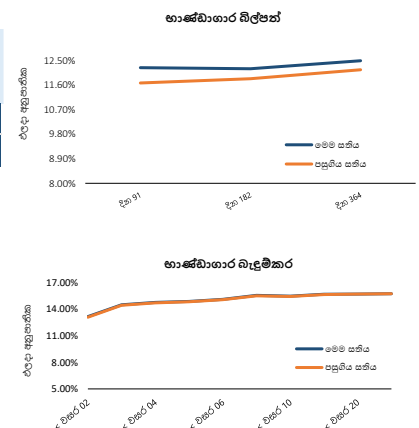 භාණ්ඩාගාර බිල්පත්
ඵලදා අනුපාතික
12.50%
11.60%
10.70%
9.80%
8.90%
8.00%
මෙම සතිය
පසුගිය සතිය
දින 91
දින 182
දින 364
භාණ්ඩාගාර බැඳුම්කර
ඵලදා අනුපාතික
17.00%
14.00%
11.00%
8.00%
5.00%
මෙම සතිය
පසුගිය සතිය
වසර 02
වසර 04
වසර 06
වසර 10
වසර 20